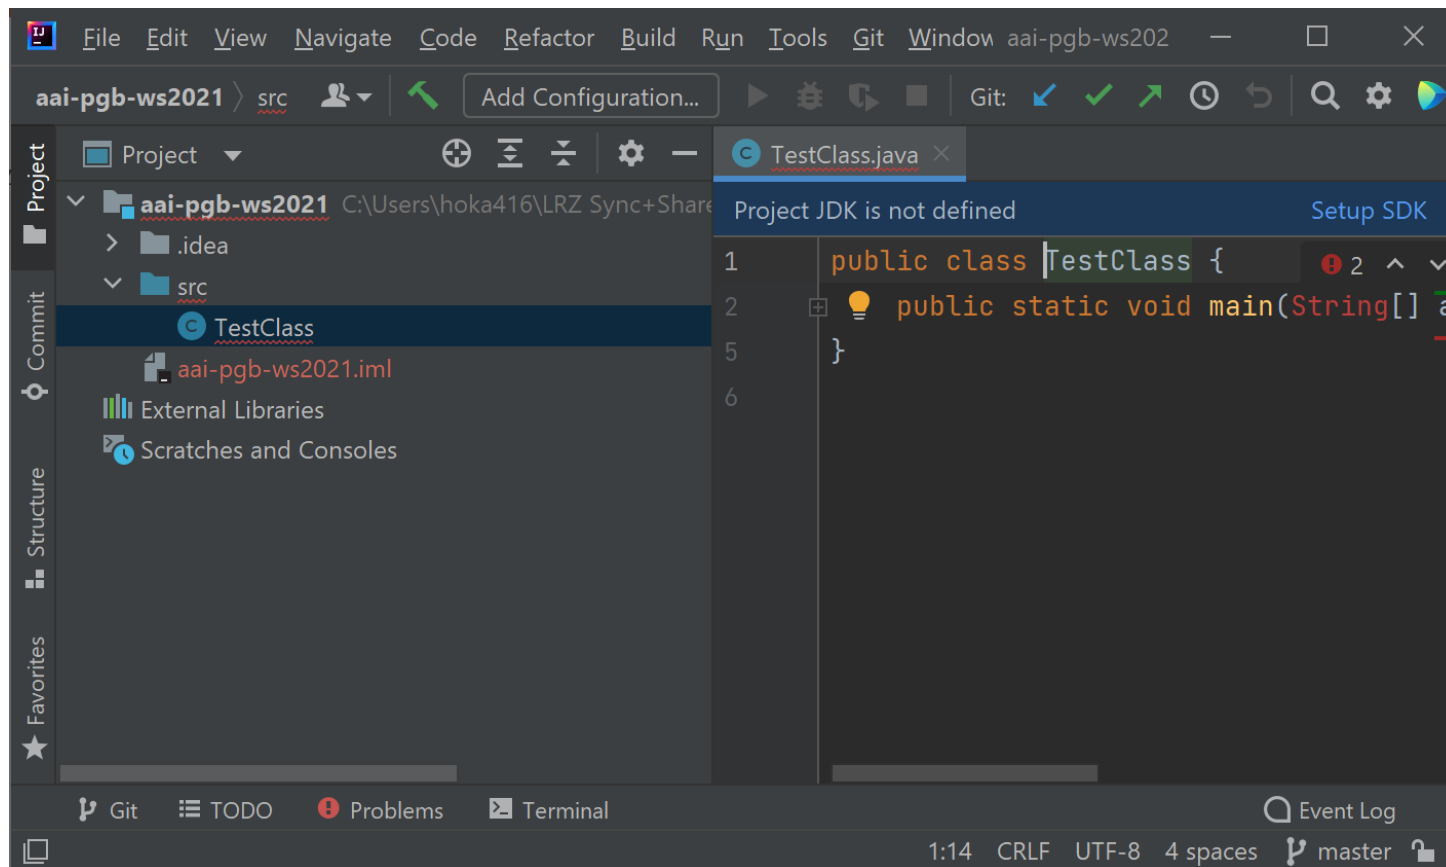 IJ File Edit View Navigate Code Refactor Build Run Tools Git Window aai-pgb-ws202
aai-pgb-ws2021 src Add Configuration... Git:
Project
Commit
Structure
Favorites
Project
aai-pgb-ws2021 C:\Users\hoka416\LRZ Sync+Share
.idea
src
C TestClass
aai-pgb-ws2021.iml
External Libraries
Scratches and Consoles
C TestClass.java
Project JDK is not defined Setup SDK
1 public class TestClass { 2
2 public static void main(String[] a
5 }
6
Git TODO Problems Terminal Event Log
1:14 CRLF UTF-8 4 spaces master